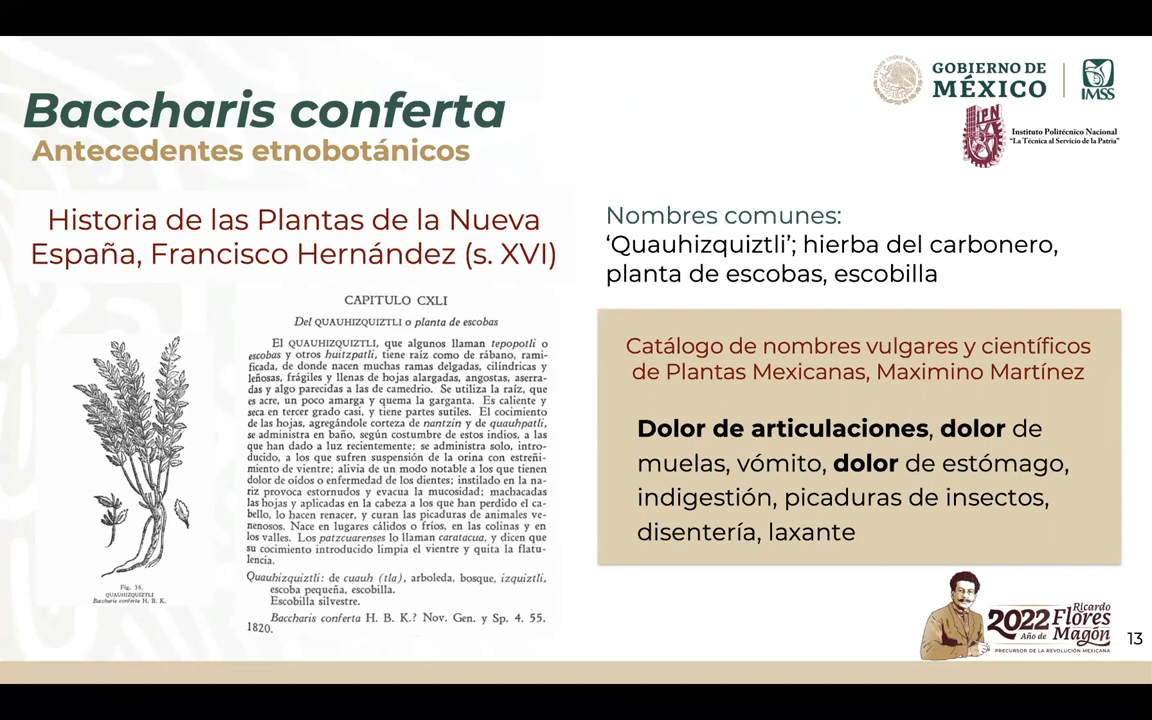 Baccharis conferta
Antecedentes etnobotánicos
GOBIERNO DE
MÉXICO
IMSS
IPN
Instituto Politécnico Nacional
"La Técnica al Servicio de la Patria"
Historia de las Plantas de la Nueva
España, Francisco Hernández (s. XVI)
CAPITULO CXLI
Del QUAUHIZQUIZTLI o planta de escobas
El QUAUHIZQUIZTLI, que algunos llaman tepopotli o
escobas y otros huitzpatli, tiene raíz como de rábano, rami-
ficada, de donde nacen muchas ramas delgadas, cilíndricas y
leñosas, frágiles y llenas de hojas alargadas, angostas, aserra-
das y algo parecidas a las de camedrio. Se utiliza la raíz, que
es acre, un poco amarga y quema la garganta. Es caliente y
seca en tercer grado casi, y tiene partes sutiles. El cocimiento
de las hojas, agregándole corteza de nantzin y de quauhpatli,
se administra en baño, según costumbre de estos indios, a las
que han dado a luz recientemente; se administra solo, intro-
ducido, a los que sufren suspensión de la orina con estreñi-
miento de vientre; alivia de un modo notable a los que tienen
dolor de oídos o enfermedad de los dientes; instilado en la na-
riz provoca estornudos y evacua la mucosidad; machacadas
las hojas y aplicadas en la cabeza a los que han perdido el ca-
bello, lo hacen renacer, y curan las picaduras de animales ve-
nenosos. Nace en lugares cálidos o fríos, en las colinas y en
los valles. Los patzcuarenses lo llaman caratacua, y dicen que
su cocimiento introducido limpia el vientre y quita la flatu-
lencia.
Quauhizquiztli: de cuauh (tla), arboleda, bosque, izquiztli,
escoba pequeña, escobilla.
Escobilla silvestre.
Baccharis conferta H. B. K.? Nov. Gen. y Sp. 4. 55.
1820.
Fig. 34.
QUAUHIZQUIZTLI
Baccharis conferta H. B. K.
Nombres comunes:
‘Quauhizquiztli’; hierba del carbonero,
planta de escobas, escobilla
Catálogo de nombres vulgares y científicos
de Plantas Mexicanas, Maximino Martínez
Dolor de articulaciones, dolor de
muelas, vómito, dolor de estómago,
indigestión, picaduras de insectos,
disentería, laxante
2022 Ricardo
Año de Flores
Magón
PRECURSOR DE LA REVOLUCIÓN MEXICANA
13